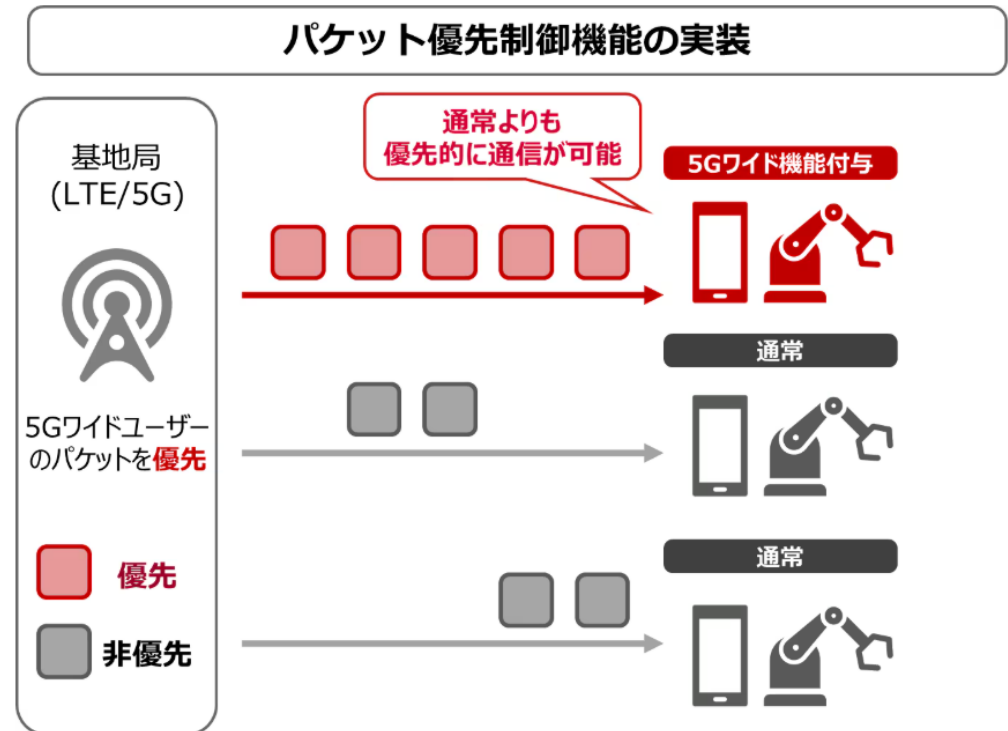 パケット優先制御機能の実装
基地局
(LTE/5G)
5Gワイドユーザー
のパケットを優先
優先
非優先
通常よりも
優先的に通信が可能
5Gワイド機能付与
通常
通常